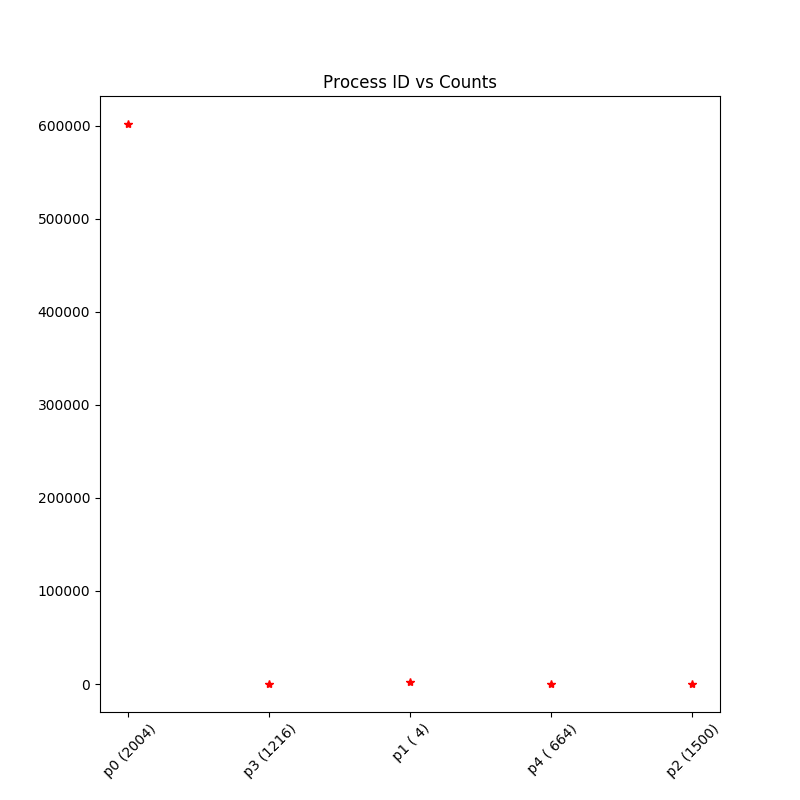 Process ID vs Counts
600000
500000
400000
300000
200000
100000
0
p0 (2004)
p3 (1216)
p1 ( 4)
p4 ( 664)
p2 (1500)